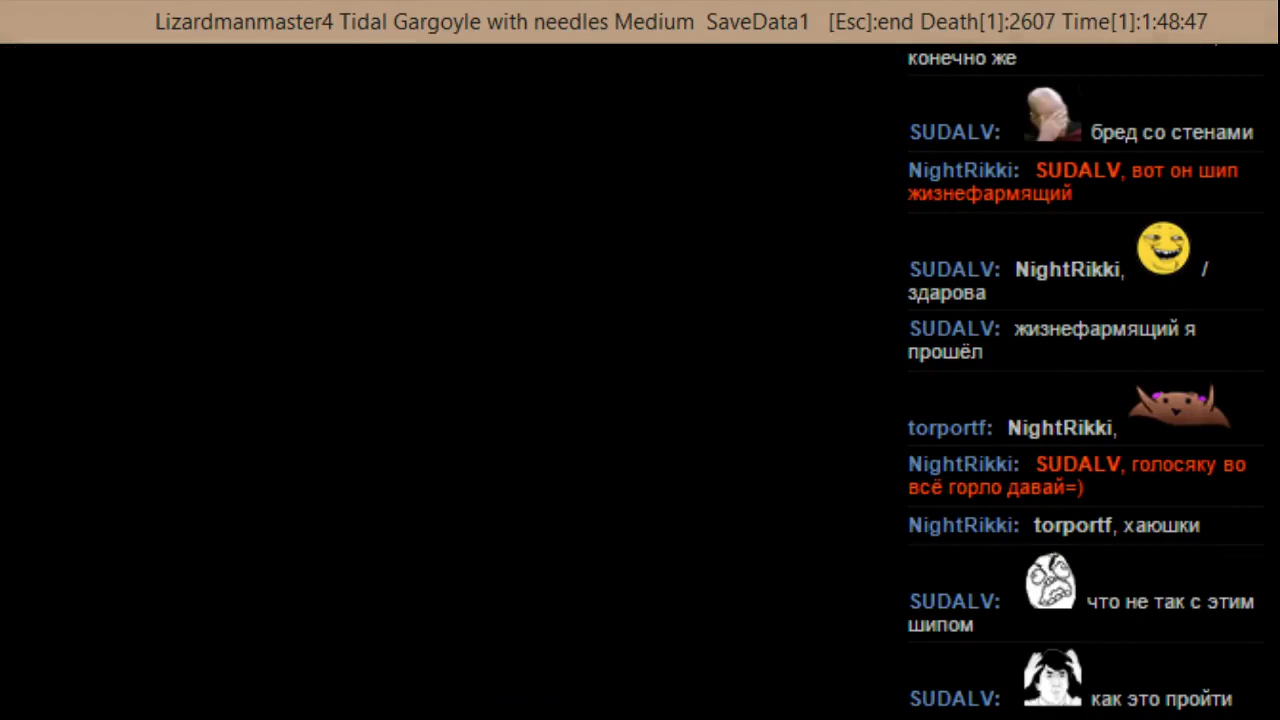 Lizardmanmaster4 Tidal Gargoyle with needles Medium  SaveData1   [Esc]:end Death[1]:2607 Time[1]:1:48:47
конечно же
SUDALV: бред со стенами
NightRikki: SUDALV, вот он шип
жизнефармящий
SUDALV: NightRikki, /
здарова
SUDALV: жизнефармящий я
прошёл
torportf: NightRikki,
NightRikki: SUDALV, голосяку во
всё горло давай=)
NightRikki: torportf, хаюшки
SUDALV: что не так с этим
шипом
SUDALV: как это пройти